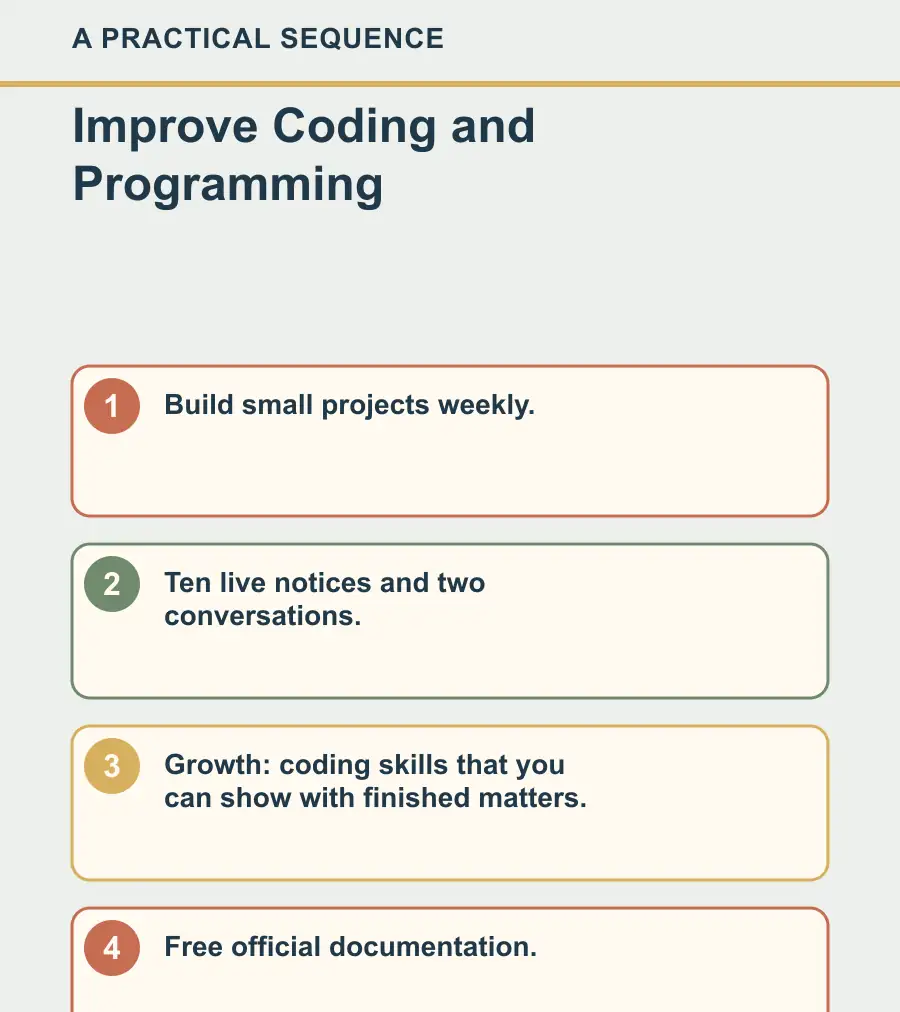 A PRACTICAL SEQUENCE
Improve Coding and
Programming
1
Build small projects weekly.
2
Ten live notices and two
conversations.
3
Growth: coding skills that you
can show with finished matters.
4
Free official documentation.